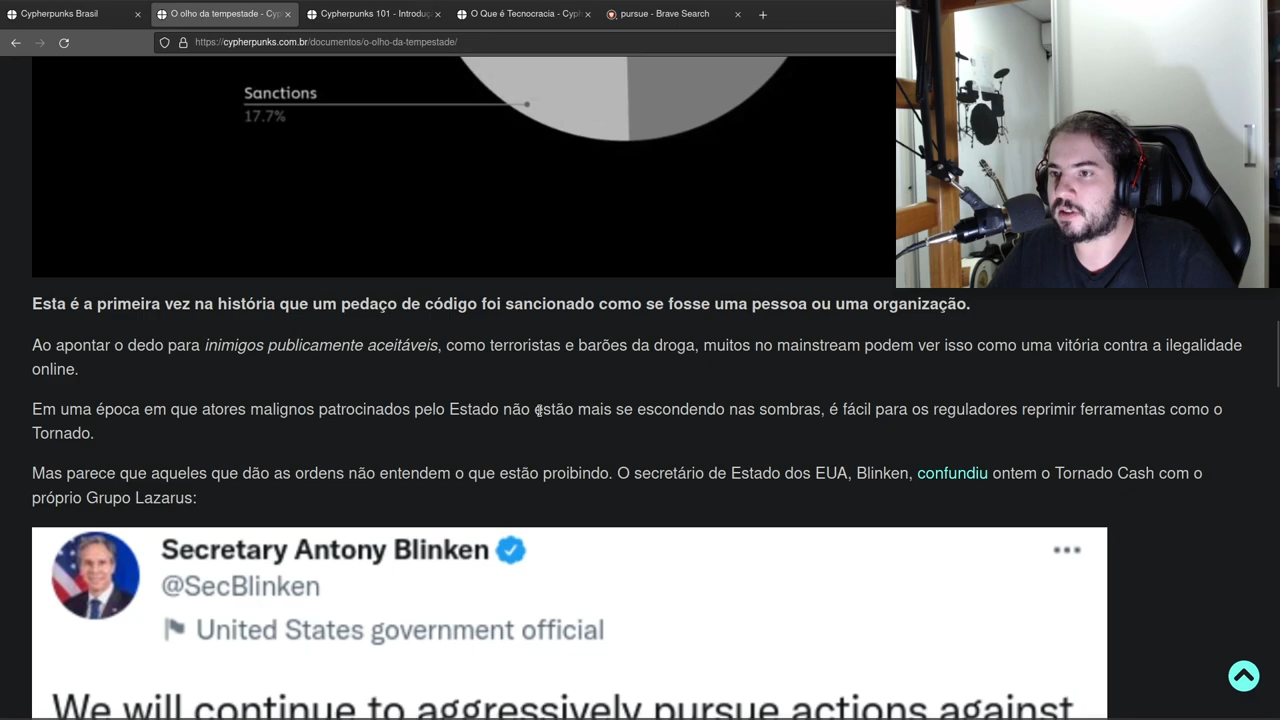 Cypherpunks Brasil
O olho da tempestade - Cyp
Cypherpunks 101 - Introduç
O Que é Tecnocracia - Cyph
pursue - Brave Search
https://cypherpunks.com.br/documentos/o-olho-da-tempestade/
Sanctions
17.7%
Esta é a primeira vez na história que um pedaço de código foi sancionado como se fosse uma pessoa ou uma organização.
Ao apontar o dedo para inimigos publicamente aceitáveis, como terroristas e barões da droga, muitos no mainstream podem ver isso como uma vitória contra a ilegalidade
online.
Em uma época em que atores malignos patrocinados pelo Estado não estão mais se escondendo nas sombras, é fácil para os reguladores reprimir ferramentas como o
Tornado.
Mas parece que aqueles que dão as ordens não entendem o que estão proibindo. O secretário de Estado dos EUA, Blinken, confundiu ontem o Tornado Cash com o
próprio Grupo Lazarus:
Secretary Antony Blinken
@SecBlinken
United States government official
We will continue to aggressively pursue actions against